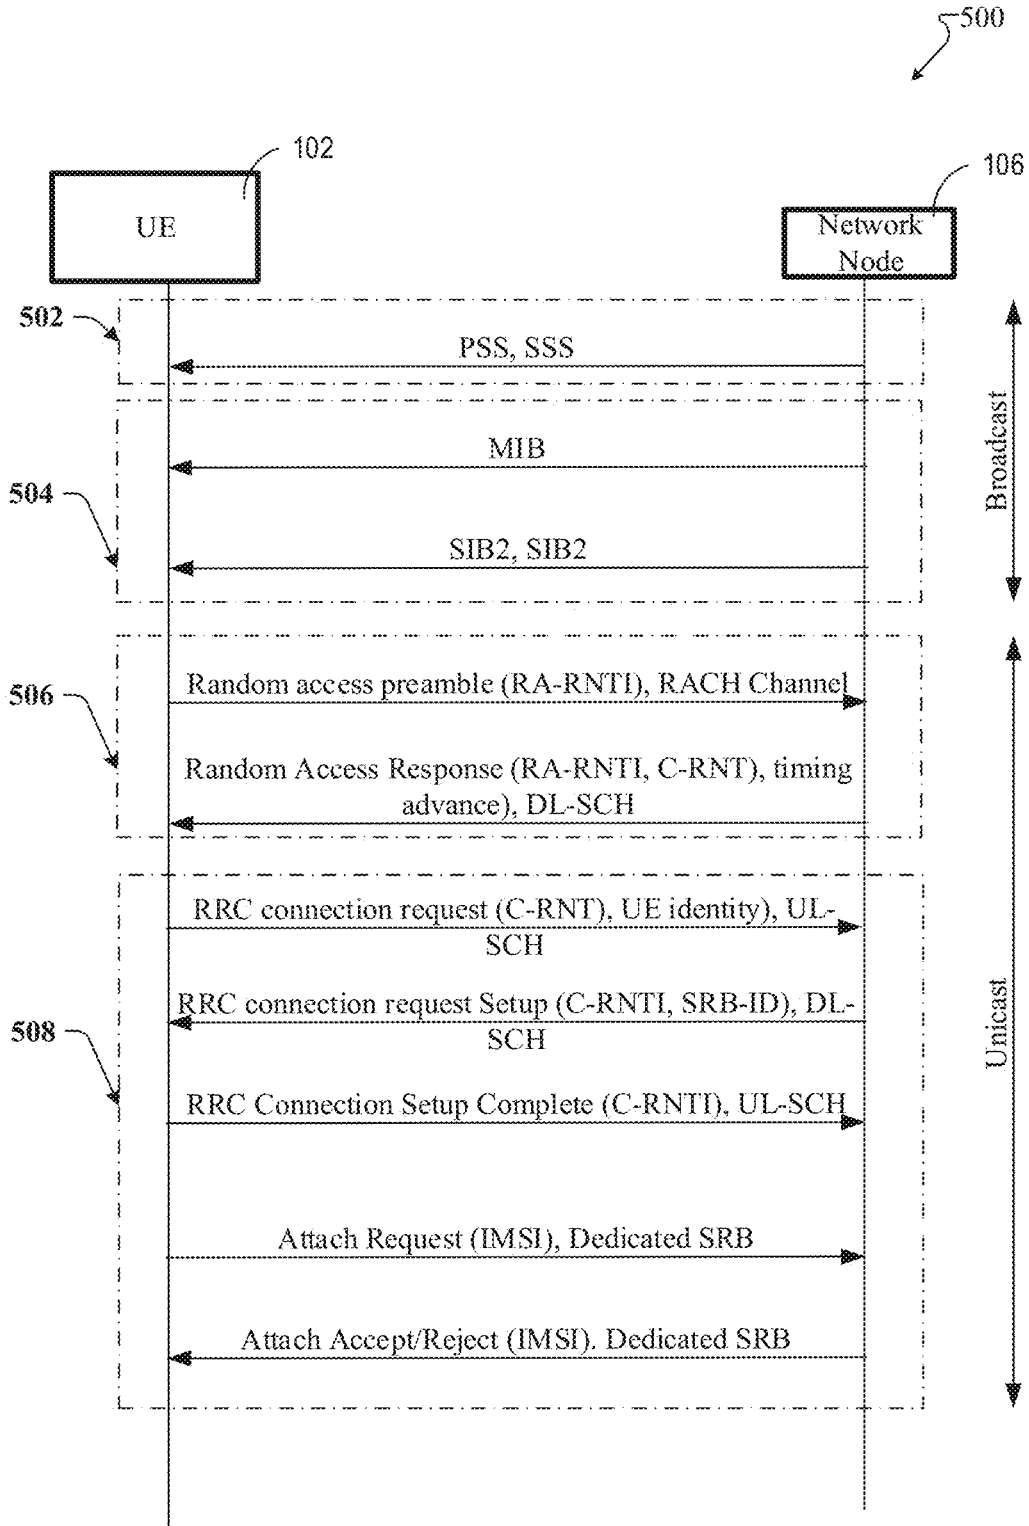 500
102
106
UE
Network
Node
502
PSS, SSS
MIB
504
SIB2, SIB2
Broadcast
Random access preamble (RA-RNTI), RACH Channel
506
Random Access Response (RA-RNTI, C-RNT), timing
advance), DL-SCH
RRC connection request (C-RNT), UE identity), UL-
SCH
RRC connection request Setup (C-RNTI, SRB-ID), DL-
SCH
508
RRC Connection Setup Complete (C-RNTI), UL-SCH
Unicast
Attach Request (IMSI), Dedicated SRB
Attach Accept/Reject (IMSI). Dedicated SRB